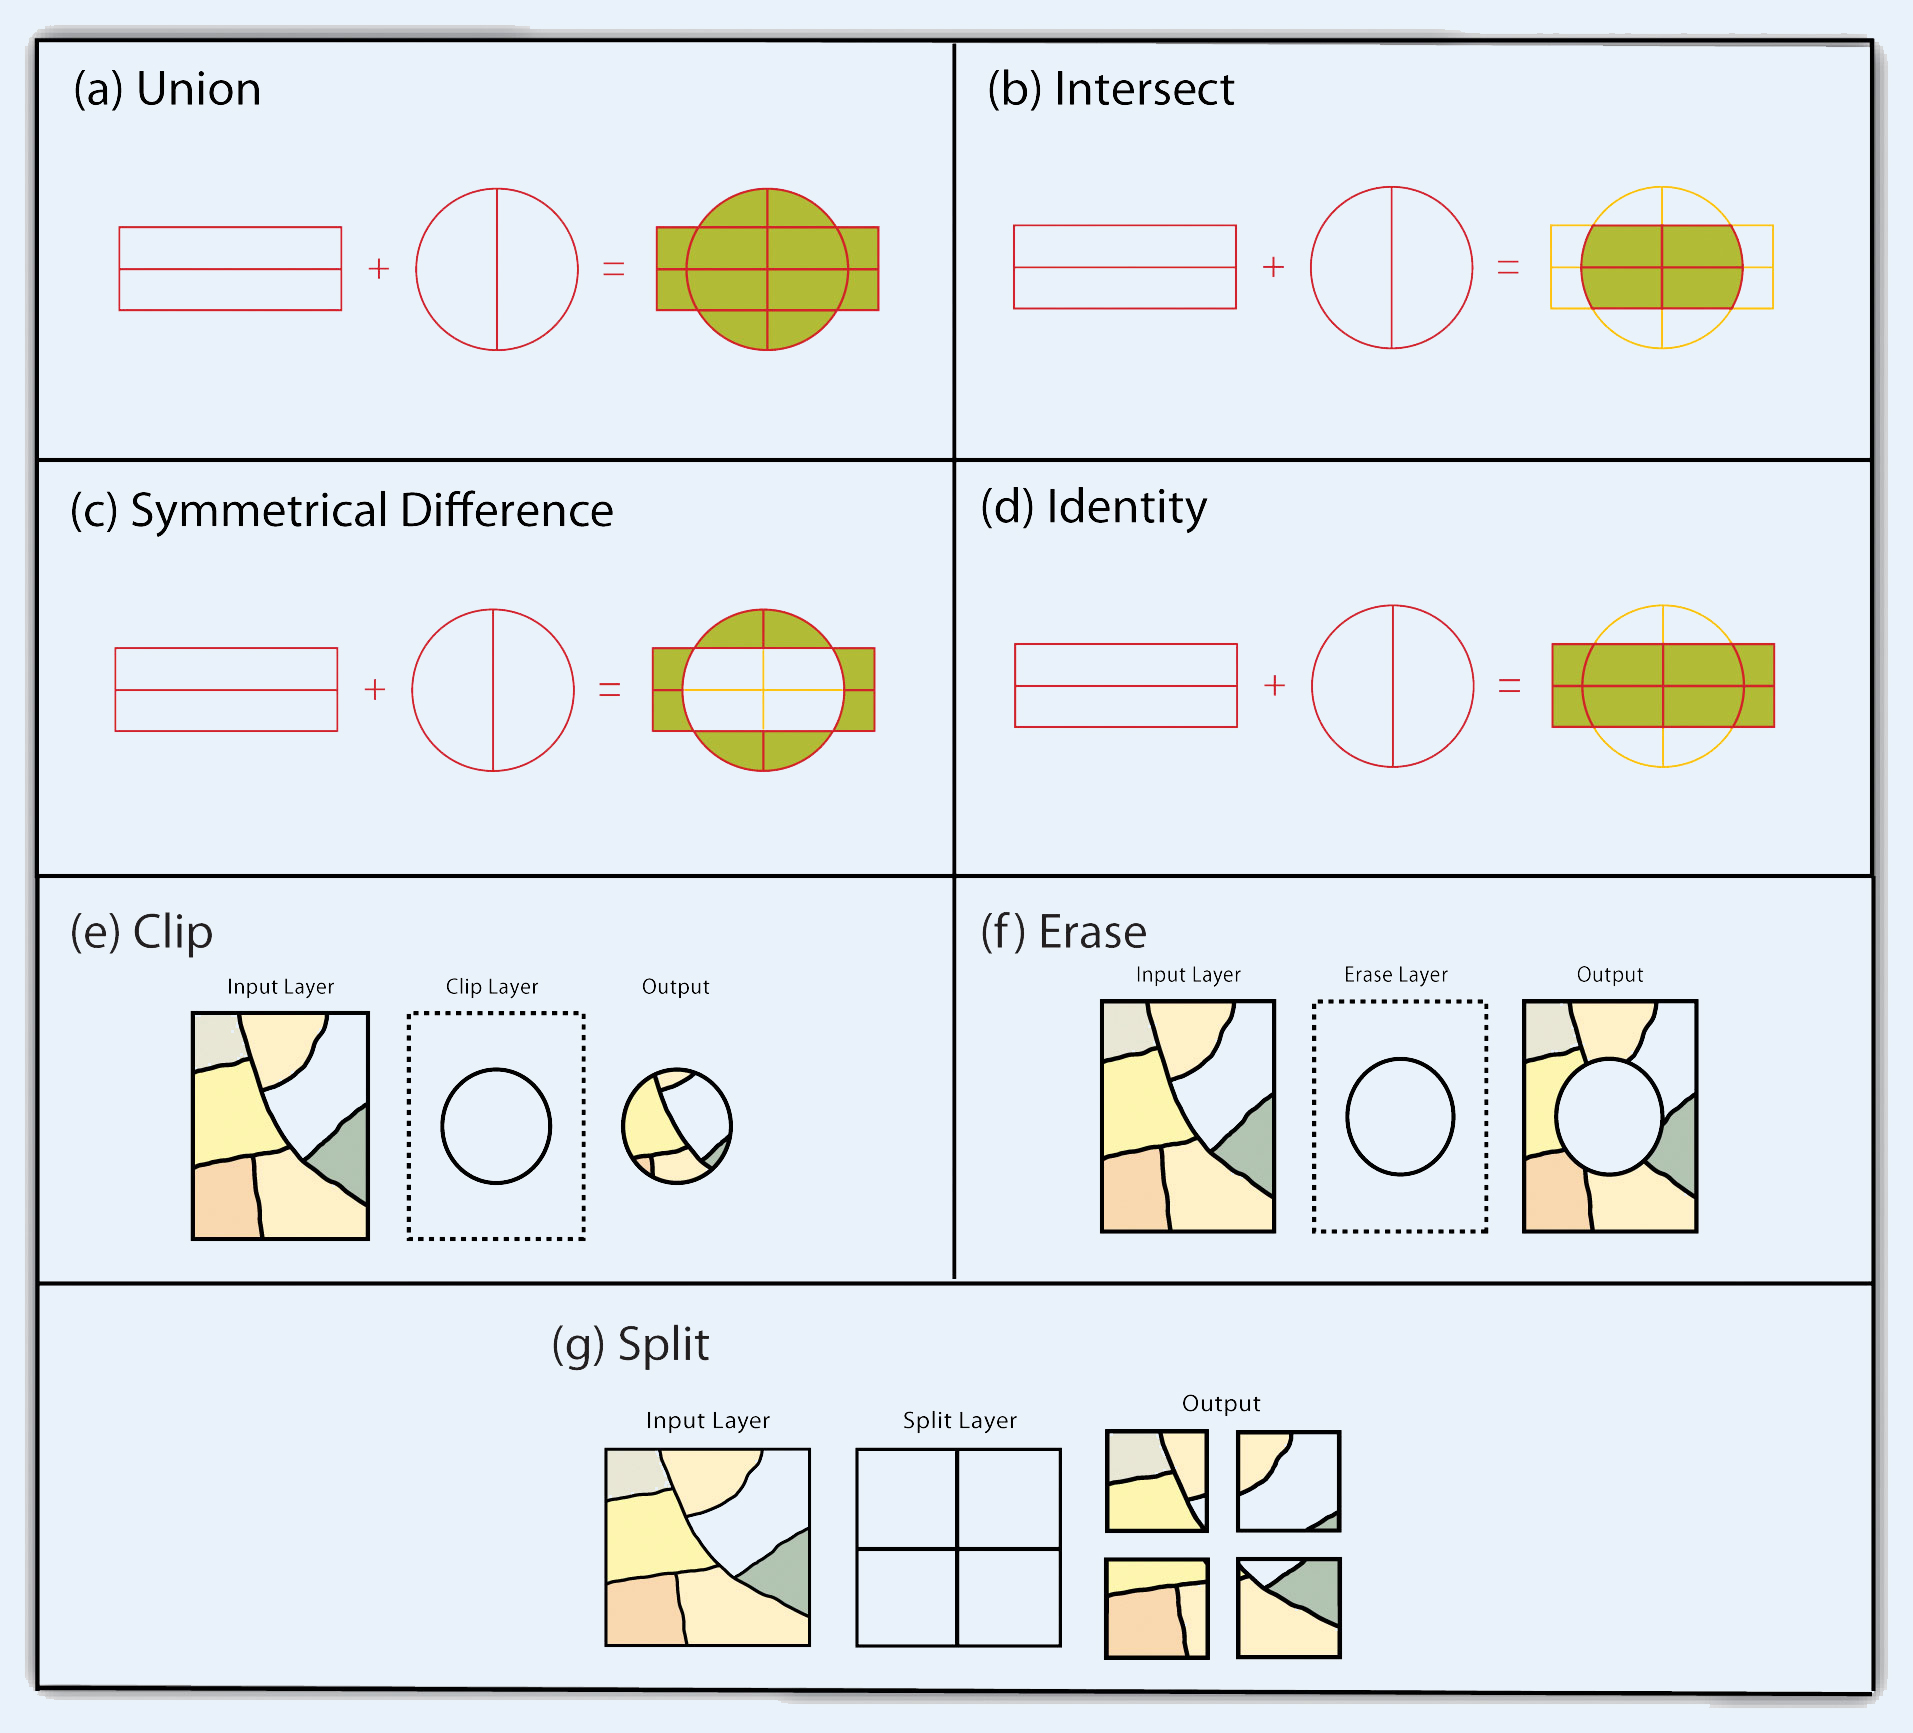 (a) Union
(b) Intersect
+ =
+ =
(c) Symmetrical Difference
(d) Identity
+ =
+ =
(e) Clip
Input Layer Clip Layer Output
(f) Erase
Input Layer Erase Layer Output
(g) Split
Input Layer Split Layer Output